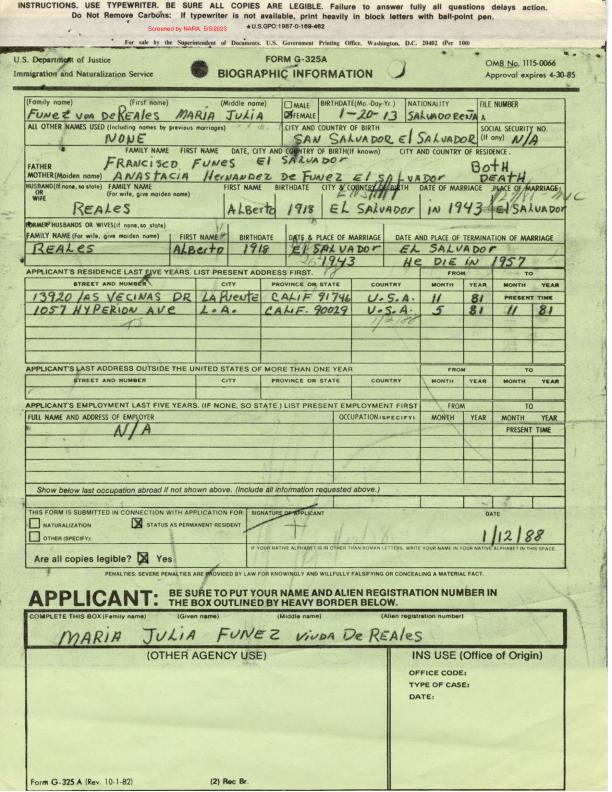 INSTRUCTIONS. USE TYPEWRITER. BE SURE ALL COPIES ARE LEGIBLE. Failure to answer fully all questions delays action.
Do Not Remove Carbons: If typewriter is not available, print heavily in block letters with ball-point pen.
Screened by NARA, 5/5/2023
★U.S.GPO:1987-0-169-462
For sale by the Superintendent of Documents, U.S. Government Printing Office, Washington, D.C. 20402 (Per 100)
U.S. Department of Justice
Immigration and Naturalization Service
FORM G-325A
BIOGRAPHIC INFORMATION
OMB No. 1115-0066
Approval expires 4-30-85
(Family name) (First name) (Middle name) MALE FEMALE BIRTHDATE (Mo.-Day-Yr.) NATIONALITY FILE NUMBER
FUNEZ VDA DeREALES MARIA JULIA 1-20-13 SALVADOREÑA A
ALL OTHER NAMES USED (Including names by previous marriages) CITY AND COUNTRY OF BIRTH SOCIAL SECURITY NO. (If any)
NONE SAN SALVADOR El SALVADOR N/A
FAMILY NAME FIRST NAME DATE, CITY AND COUNTRY OF BIRTH (If known) CITY AND COUNTRY OF RESIDENCE
FATHER FRANCISCO FUNES El SALVADOR
MOTHER (Maiden name) ANASTACIA HERNANDEZ De FUNEZ El SALVADOR Both DEATH
HUSBAND (If none, so state) OR WIFE FAMILY NAME (For wife, give maiden name) FIRST NAME BIRTHDATE CITY & COUNTRY OF BIRTH DATE OF MARRIAGE PLACE OF MARRIAGE
REALES AlBerto 1918 EL SALVADOR in 1943 El SALVADOR
FORMER HUSBANDS OR WIVES (if none, so state)
FAMILY NAME (For wife, give maiden name) FIRST NAME BIRTHDATE DATE & PLACE OF MARRIAGE DATE AND PLACE OF TERMINATION OF MARRIAGE
REALES AlBerto 1918 El SALVADOR EL SALVADOR
1943 He DIE IN 1957
APPLICANT'S RESIDENCE LAST FIVE YEARS. LIST PRESENT ADDRESS FIRST. FROM TO
STREET AND NUMBER CITY PROVINCE OR STATE COUNTRY MONTH YEAR MONTH YEAR
13920 LAS VECINAS DR LA PUENTE CALIF 91746 U.S.A. 11 81 PRESENT TIME
1057 HYPERION AVE L.A. CALIF. 90029 U.S.A. 5 81 11 81
APPLICANT'S LAST ADDRESS OUTSIDE THE UNITED STATES OF MORE THAN ONE YEAR FROM TO
STREET AND NUMBER CITY PROVINCE OR STATE COUNTRY MONTH YEAR MONTH YEAR
APPLICANT'S EMPLOYMENT LAST FIVE YEARS. (IF NONE, SO STATE.) LIST PRESENT EMPLOYMENT FIRST FROM TO
FULL NAME AND ADDRESS OF EMPLOYER OCCUPATION (SPECIFY) MONTH YEAR MONTH YEAR
N/A PRESENT TIME
Show below last occupation abroad if not shown above. (Include all information requested above.)
THIS FORM IS SUBMITTED IN CONNECTION WITH APPLICATION FOR SIGNATURE OF APPLICANT DATE
NATURALIZATION X STATUS AS PERMANENT RESIDENT
OTHER (SPECIFY): 1/12/88
Are all copies legible? X Yes
IF YOUR NATIVE ALPHABET IS IN OTHER THAN ROMAN LETTERS, WRITE YOUR NAME IN YOUR NATIVE ALPHABET IN THIS SPACE
PENALTIES: SEVERE PENALTIES ARE PROVIDED BY LAW FOR KNOWINGLY AND WILLFULLY FALSIFYING OR CONCEALING A MATERIAL FACT.
APPLICANT: BE SURE TO PUT YOUR NAME AND ALIEN REGISTRATION NUMBER IN
THE BOX OUTLINED BY HEAVY BORDER BELOW.
COMPLETE THIS BOX (Family name) (Given name) (Middle name) (Alien registration number)
MARIA JULIA FUNEZ VIUDA De REALES
(OTHER AGENCY USE) INS USE (Office of Origin)
OFFICE CODE:
TYPE OF CASE:
DATE:
Form G-325 A (Rev. 10-1-82) (2) Rec Br.